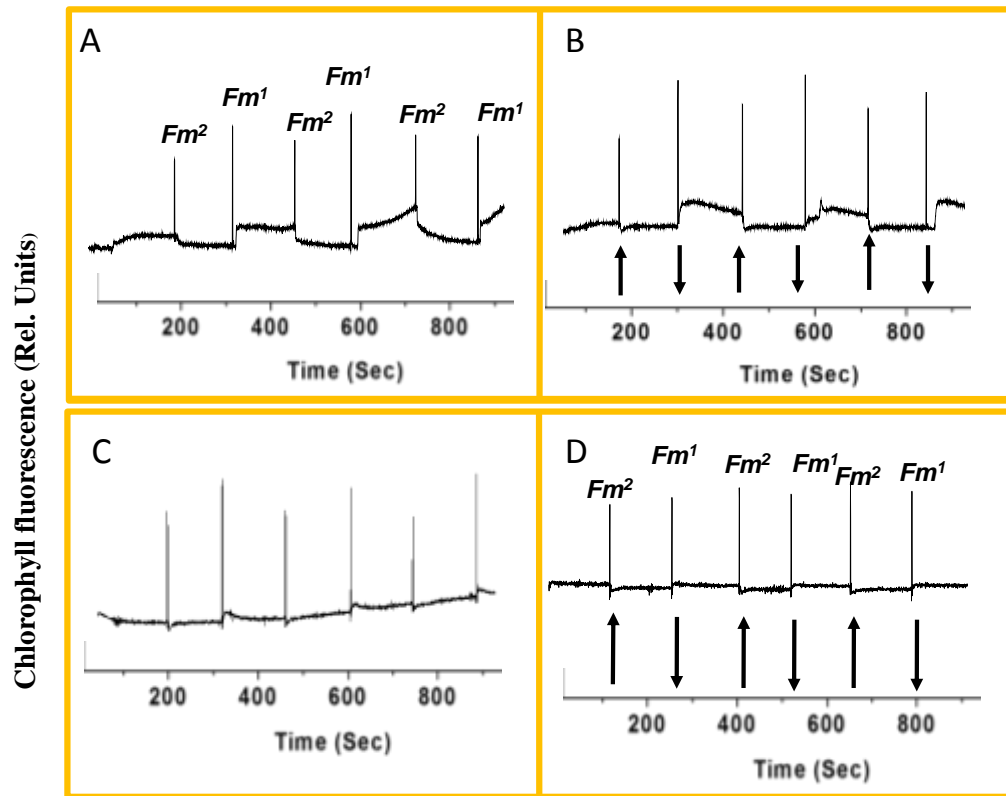 Chlorophyll fluorescence (Rel. Units)
A
Fm²
Fm¹
Fm²
Fm¹
Fm²
Fm¹
200 400 600 800
Time (Sec)
B
200 400 600 800
Time (Sec)
C
200 400 600 800
Time (Sec)
D
Fm²
Fm¹
Fm²
Fm¹
Fm²
Fm¹
200 400 600 800
Time (Sec)